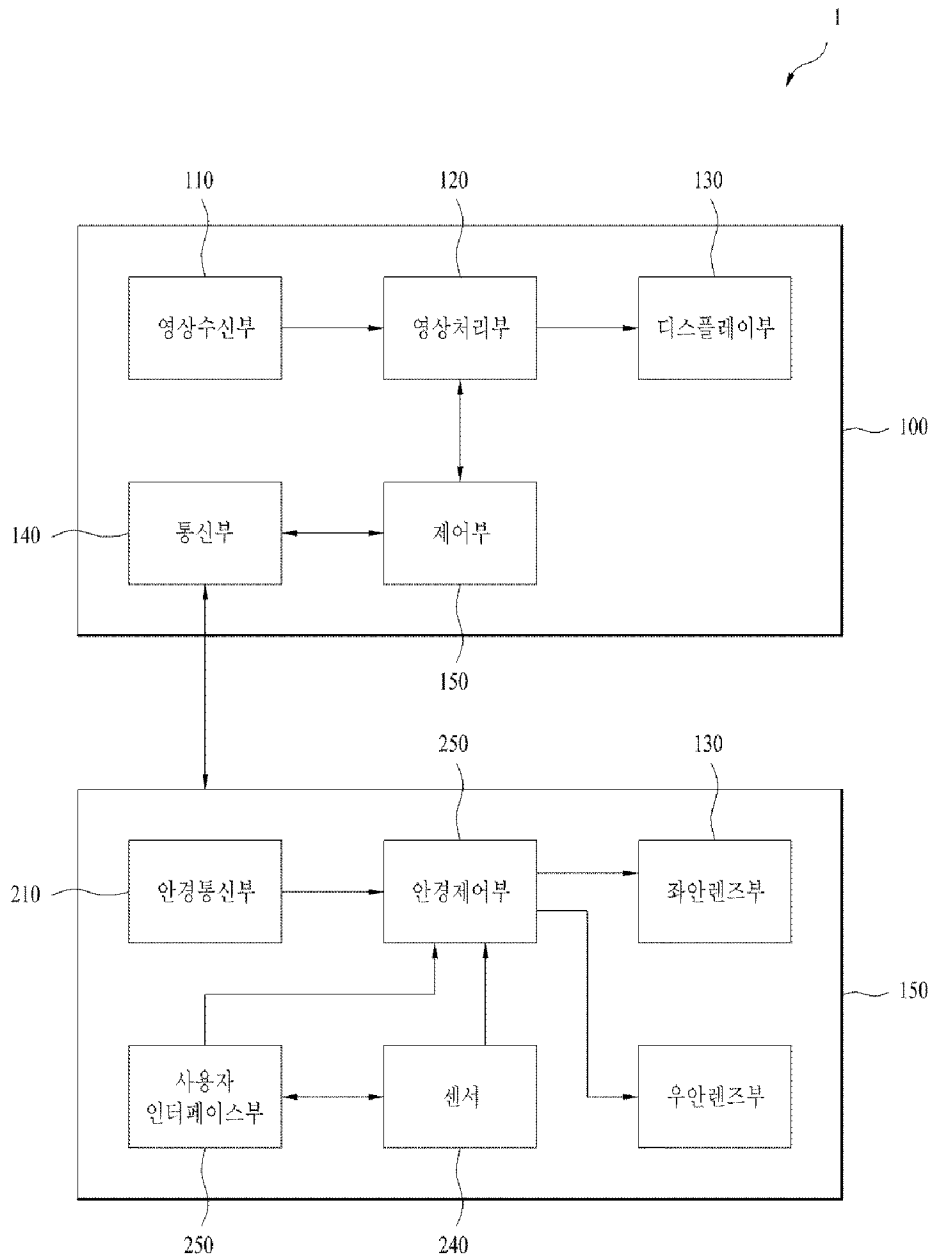 1
110
120
130
영상수신부
영상처리부
디스플레이부
100
140
통신부
제어부
150
250
130
210
안경통신부
안경제어부
좌안렌즈부
150
사용자
인터페이스부
센서
우안렌즈부
250
240